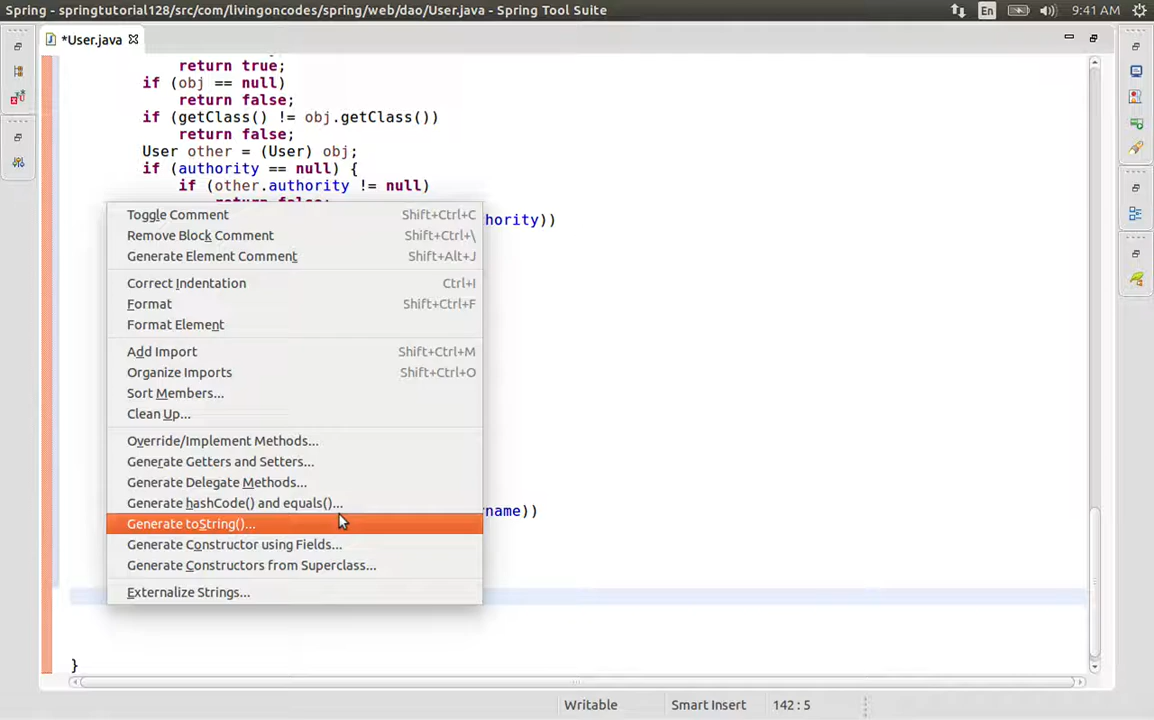 Spring - springtutorial128/src/com/livingoncodes/spring/web/dao/User.java - Spring Tool Suite
En
9:41 AM
*User.java
return true;
if (obj == null)
return false;
if (getClass() != obj.getClass())
return false;
User other = (User) obj;
if (authority == null) {
if (other.authority != null)
hority))
Toggle Comment Shift+Ctrl+C
Remove Block Comment Shift+Ctrl+\
Generate Element Comment Shift+Alt+J
Correct Indentation Ctrl+I
Format Shift+Ctrl+F
Format Element
Add Import Shift+Ctrl+M
Organize Imports Shift+Ctrl+O
Sort Members...
Clean Up...
Override/Implement Methods...
Generate Getters and Setters...
Generate Delegate Methods...
Generate hashCode() and equals()...
name))
Generate toString()...
Generate Constructor using Fields...
Generate Constructors from Superclass...
Externalize Strings...
}
Writable Smart Insert 142 : 5